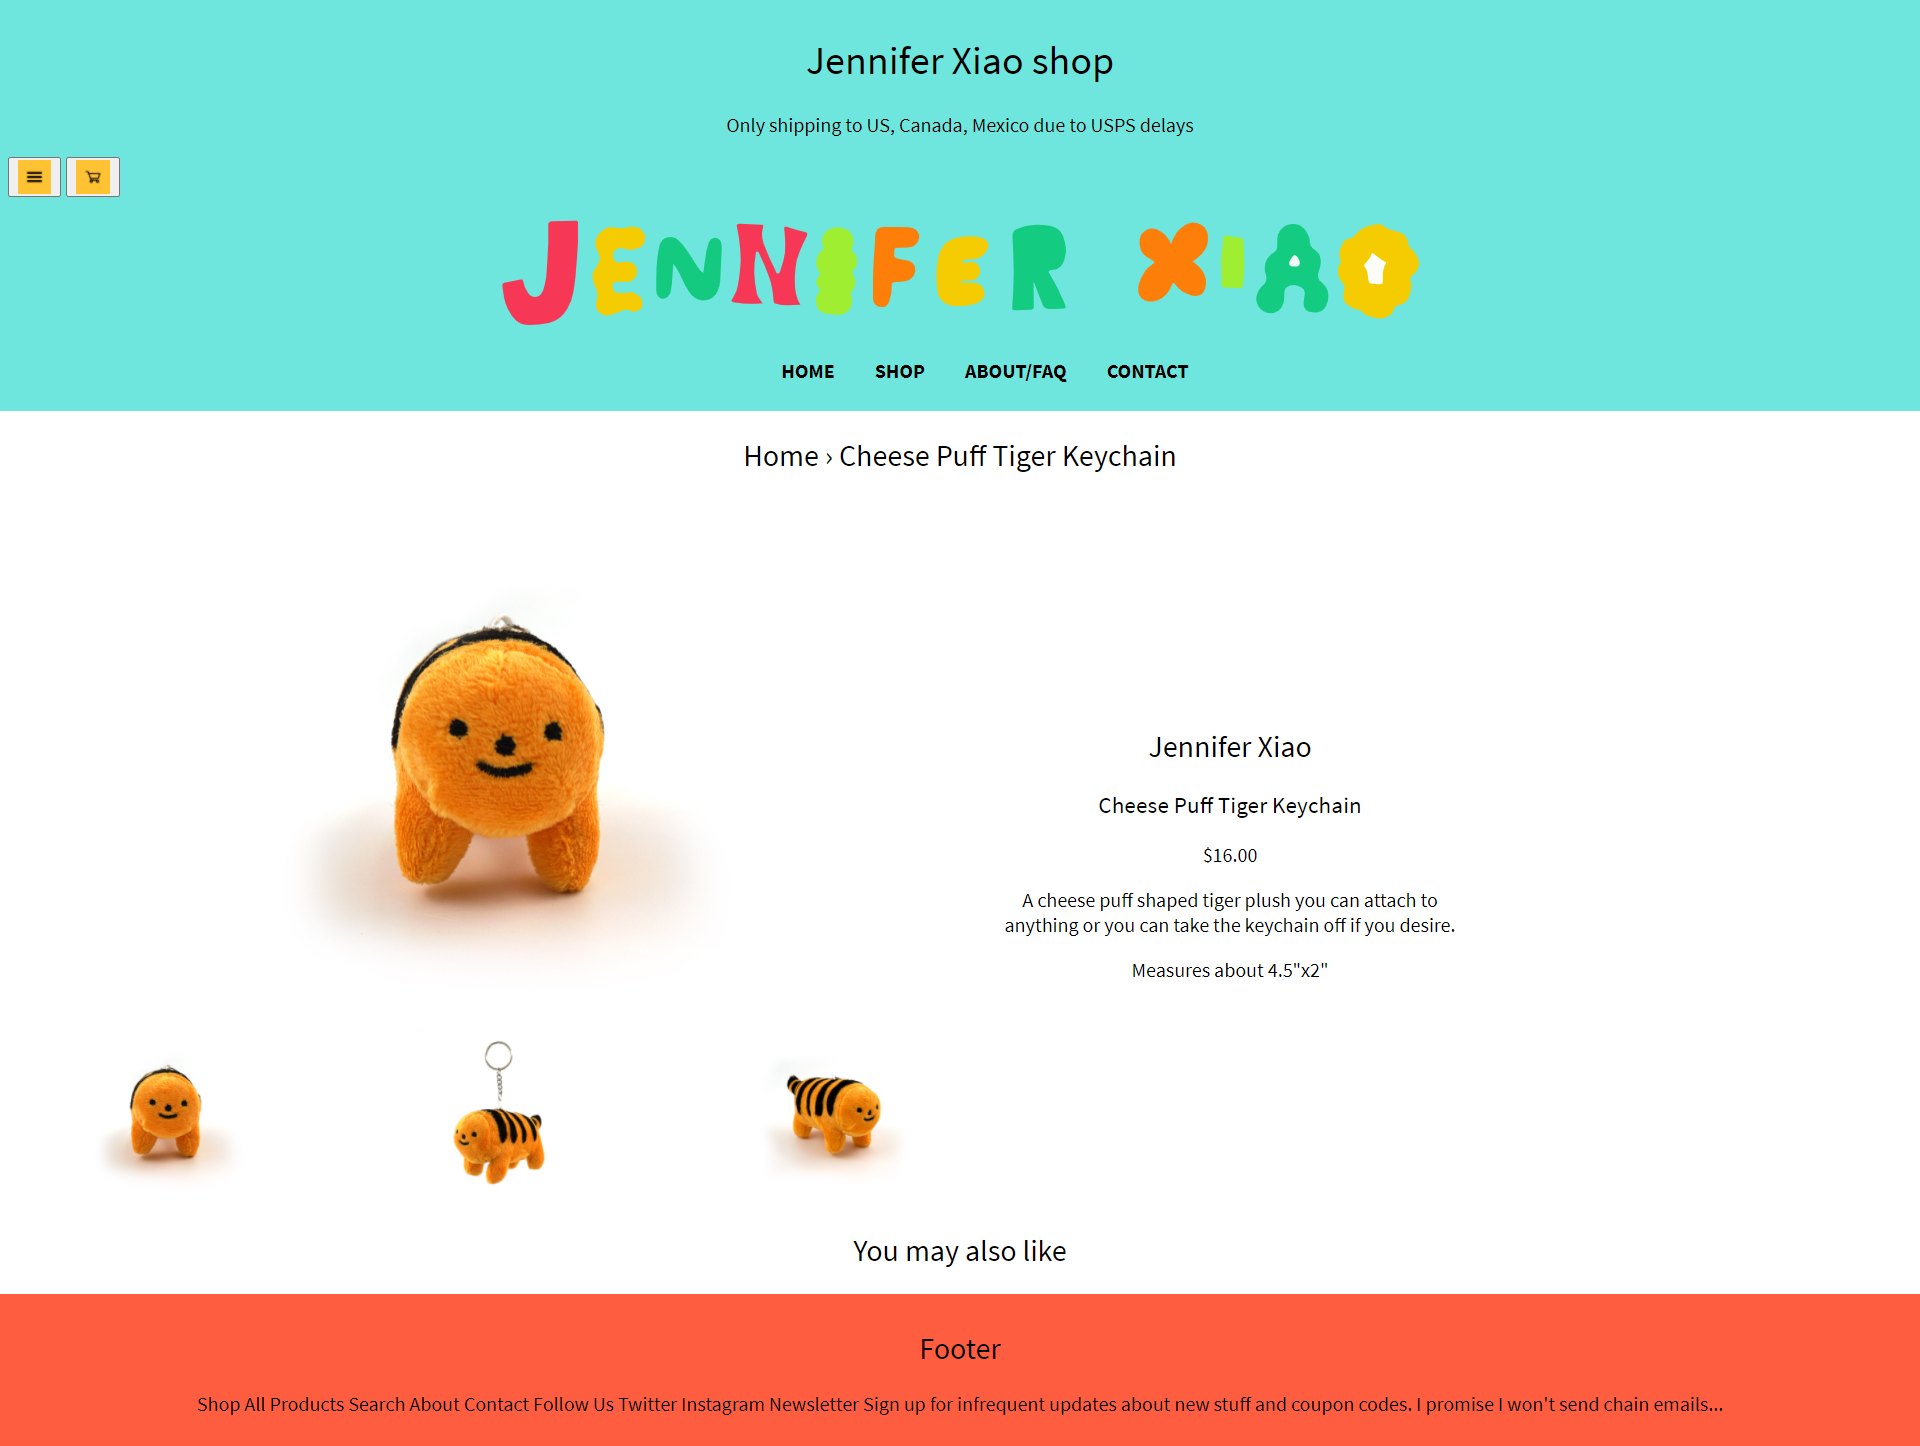 Jennifer Xiao shop
Only shipping to US, Canada, Mexico due to USPS delays
JENNIFER XIAO
HOME SHOP ABOUT/FAQ CONTACT
Home › Cheese Puff Tiger Keychain
Jennifer Xiao
Cheese Puff Tiger Keychain
$16.00
A cheese puff shaped tiger plush you can attach to
anything or you can take the keychain off if you desire.
Measures about 4.5"x2"
You may also like
Footer
Shop All Products Search About Contact Follow Us Twitter Instagram Newsletter Sign up for infrequent updates about new stuff and coupon codes. I promise I won't send chain emails...